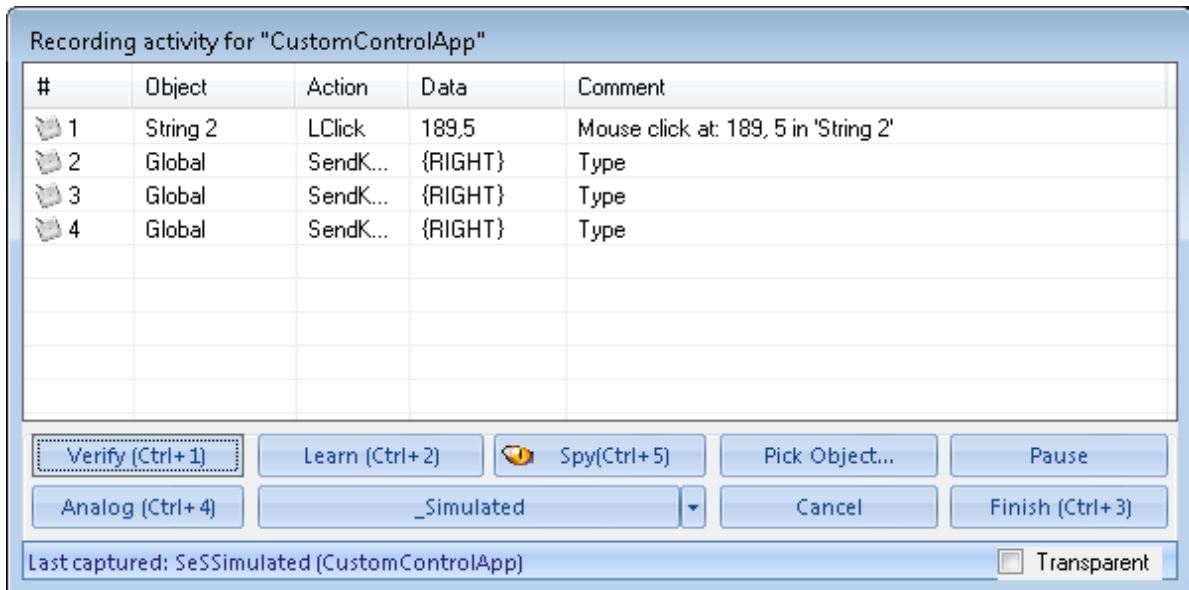 Recording activity for "CustomControlApp"
# Object Action Data Comment
1 String 2 LClick 189,5 Mouse click at: 189, 5 in 'String 2'
2 Global SendK... {RIGHT} Type
3 Global SendK... {RIGHT} Type
4 Global SendK... {RIGHT} Type
Verify (Ctrl+1) Learn (Ctrl+2) Spy(Ctrl+5) Pick Object... Pause
Analog (Ctrl+4) _Simulated Cancel Finish (Ctrl+3)
Last captured: SeSSimulated (CustomControlApp) Transparent